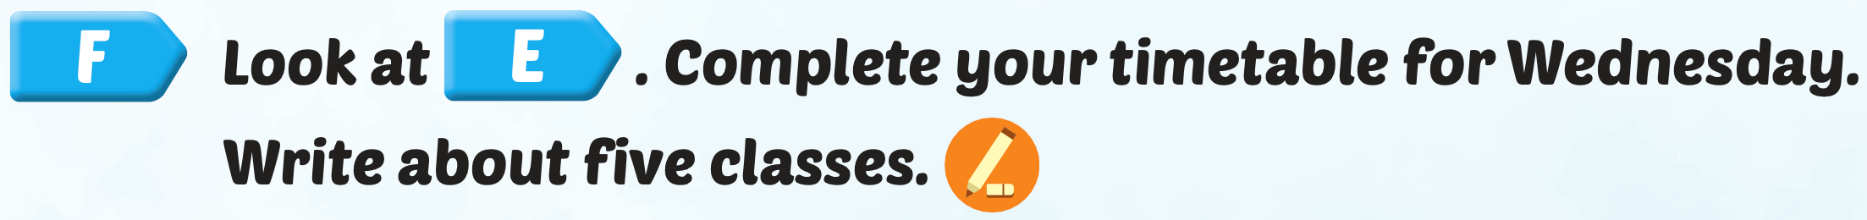 F Look at E . Complete your timetable for Wednesday.
Write about five classes.